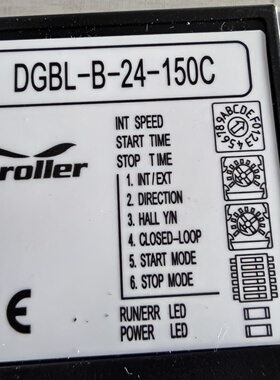 DGBL-B-24-150C
INT SPEED
START TIME
STOP TIME
1. INT/EXT
2. DIRECTION
3. HALL Y/N
4. CLOSED-LOOP
5. START MODE
6. STOP MODE
RUN/ERR LED
POWER LED
roller
CE